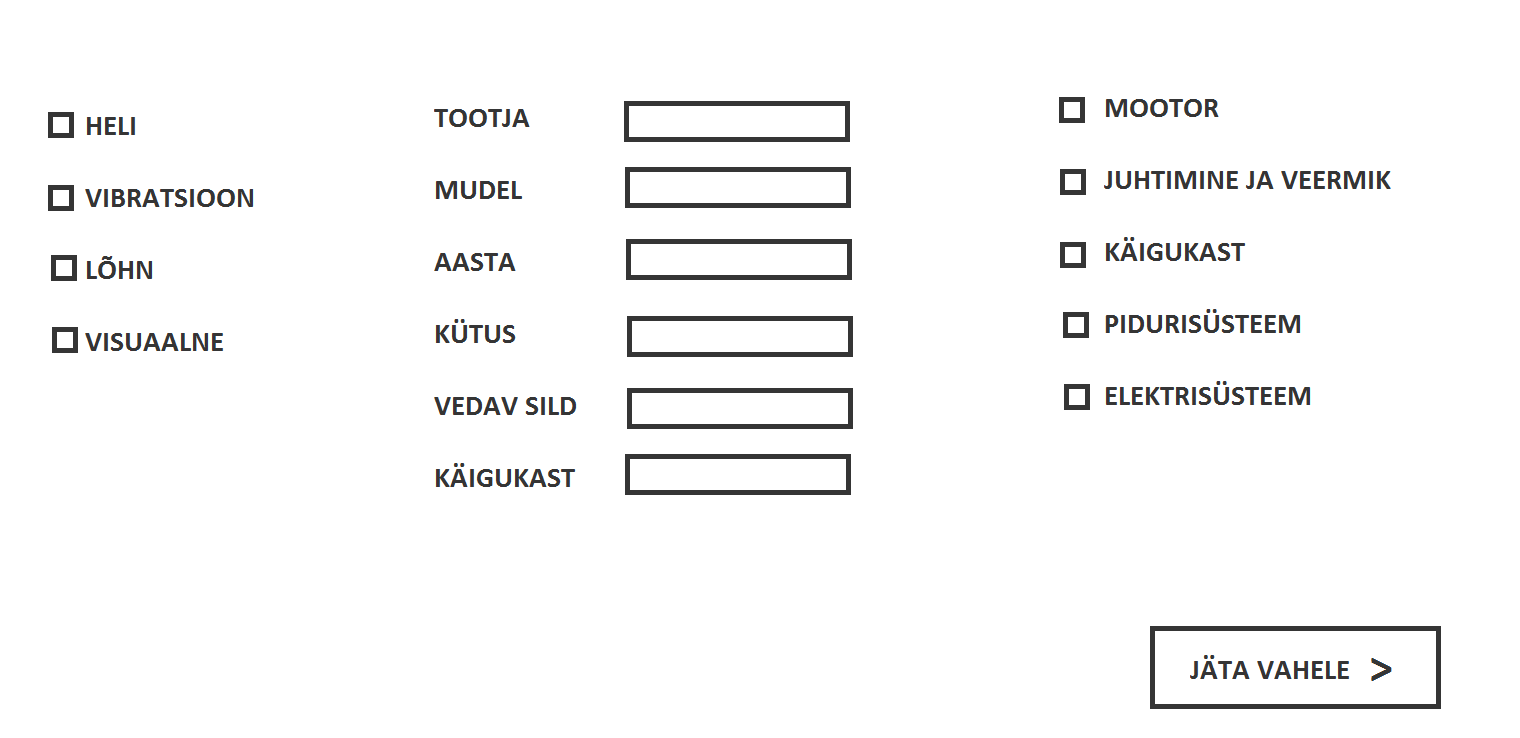 HELI
VIBRATSIOON
LÕHN
VISUAALNE
TOOTJA
MUDEL
AASTA
KÜTUS
VEDAV SILD
KÄIGUKAST
MOOTOR
JUHTIMINE JA VEERMIK
KÄIGUKAST
PIDURISÜSTEEM
ELEKTRISÜSTEEM
JÄTA VAHELE >